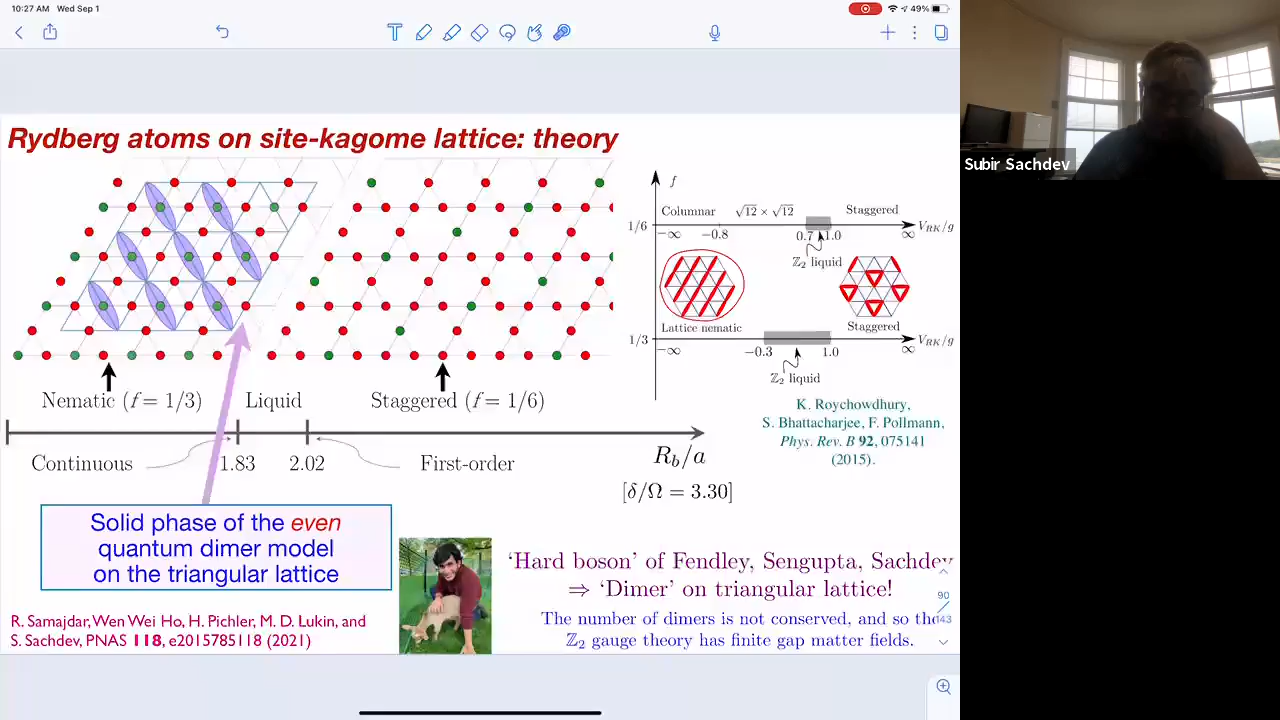 10:27 AM Wed Sep 1
49%
T
Rydberg atoms on site-kagome lattice: theory
Subir Sachdev
f
Columnar √12 × √12 Staggered
1/6
−∞ −0.8 0.7 1.0 ∞ V_RK/g
ℤ₂ liquid
Lattice nematic Staggered
1/3
−∞ −0.3 1.0 ∞ V_RK/g
ℤ₂ liquid
Nematic (f = 1/3) Liquid Staggered (f = 1/6)
K. Roychowdhury,
S. Bhattacharjee, F. Pollmann,
Phys. Rev. B 92, 075141
(2015).
Continuous 1.83 2.02 First-order R_b/a
[δ/Ω = 3.30]
Solid phase of the even
quantum dimer model
on the triangular lattice
'Hard boson' of Fendley, Sengupta, Sachdev
⇒ 'Dimer' on triangular lattice!
The number of dimers is not conserved, and so the
ℤ₂ gauge theory has finite gap matter fields.
R. Samajdar, Wen Wei Ho, H. Pichler, M. D. Lukin, and
S. Sachdev, PNAS 118, e2015785118 (2021)
90
/
143